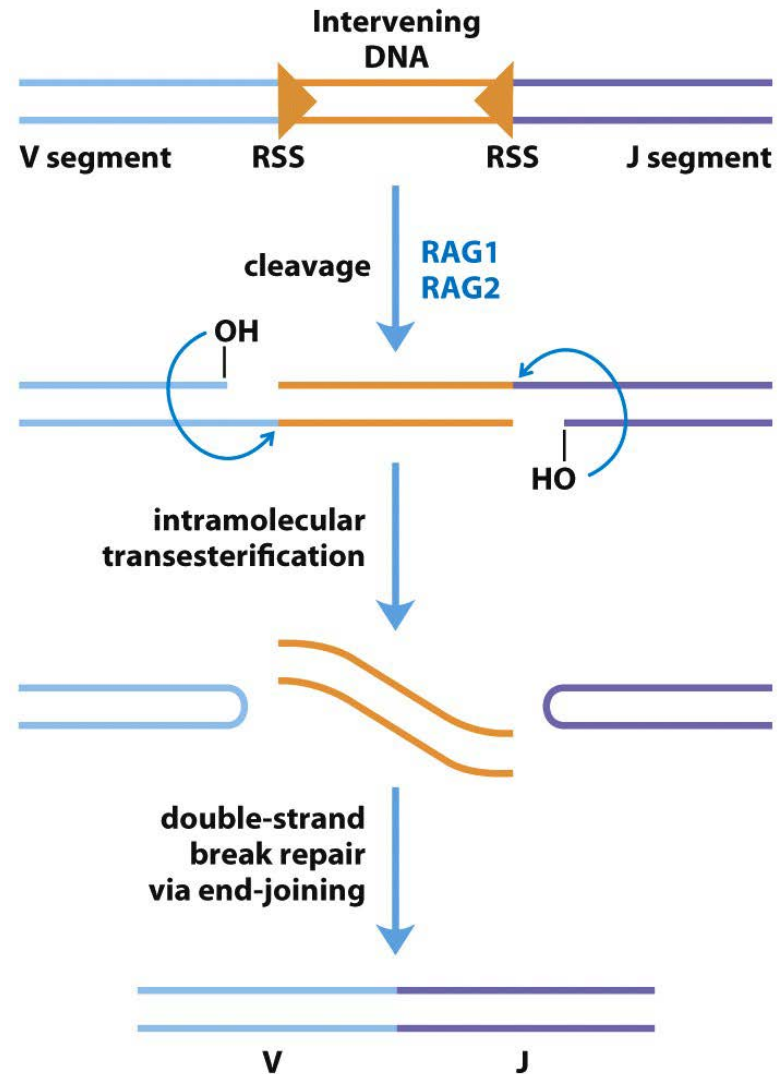 Intervening
DNA
V segment RSS RSS J segment
cleavage
RAG1
RAG2
OH
HO
intramolecular
transesterification
double-strand
break repair
via end-joining
V J